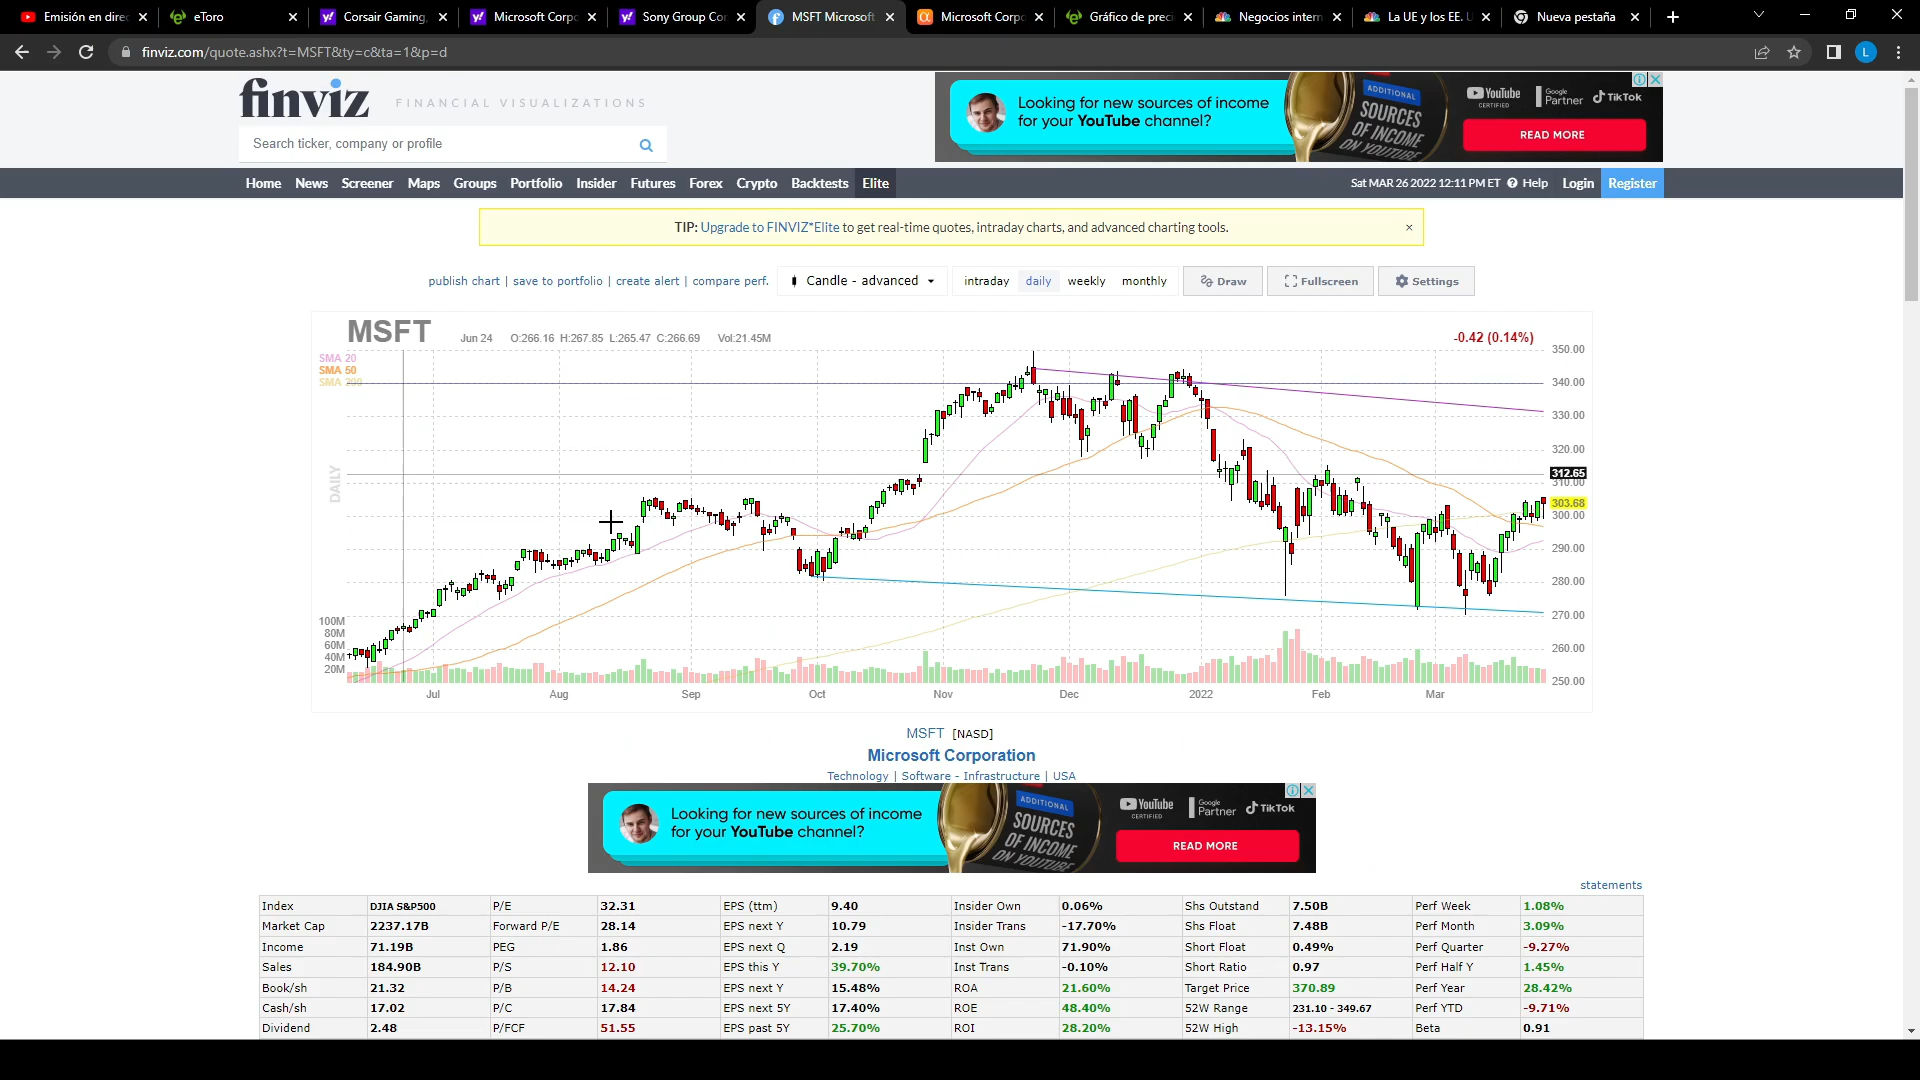 Emisión en dire
eToro
Corsair Gaming,
Microsoft Corpo
Sony Group Cor
MSFT Microsoft
Microsoft Corpo
Gráfico de preci
Negocios intern
La UE y los EE. U
Nueva pestaña
finviz.com/quote.ashx?t=MSFT&ty=c&ta=1&p=d
L
finviz FINANCIAL VISUALIZATIONS
Search ticker, company or profile
Looking for new sources of income
for your YouTube channel?
ADDITIONAL
SOURCES
OF INCOME
ON YOUTUBE
YouTube
CERTIFIED
Google
Partner
TikTok
READ MORE
Home News Screener Maps Groups Portfolio Insider Futures Forex Crypto Backtests Elite
Sat MAR 26 2022 12:11 PM ET Help Login Register
TIP: Upgrade to FINVIZ*Elite to get real-time quotes, intraday charts, and advanced charting tools. ×
publish chart | save to portfolio | create alert | compare perf. Candle - advanced intraday daily weekly monthly Draw Fullscreen Settings
MSFT Jun 24 O:266.16 H:267.85 L:265.47 C:266.69 Vol:21.45M -0.42 (0.14%)
SMA 20
SMA 50
SMA 200
DAILY
350.00
340.00
330.00
320.00
312.65
310.00
303.68
300.00
290.00
280.00
270.00
260.00
250.00
100M
80M
60M
40M
20M
Jul Aug Sep Oct Nov Dec 2022 Feb Mar
MSFT [NASD]
Microsoft Corporation
Technology | Software - Infrastructure | USA
Looking for new sources of income
for your YouTube channel?
ADDITIONAL
SOURCES
OF INCOME
ON YOUTUBE
YouTube
CERTIFIED
Google
Partner
TikTok
READ MORE
statements
Index DJIA S&P500 P/E 32.31 EPS (ttm) 9.40 Insider Own 0.06% Shs Outstand 7.50B Perf Week 1.08%
Market Cap 2237.17B Forward P/E 28.14 EPS next Y 10.79 Insider Trans -17.70% Shs Float 7.48B Perf Month 3.09%
Income 71.19B PEG 1.86 EPS next Q 2.19 Inst Own 71.90% Short Float 0.49% Perf Quarter -9.27%
Sales 184.90B P/S 12.10 EPS this Y 39.70% Inst Trans -0.10% Short Ratio 0.97 Perf Half Y 1.45%
Book/sh 21.32 P/B 14.24 EPS next Y 15.48% ROA 21.60% Target Price 370.89 Perf Year 28.42%
Cash/sh 17.02 P/C 17.84 EPS next 5Y 17.40% ROE 48.40% 52W Range 231.10 - 349.67 Perf YTD -9.71%
Dividend 2.48 P/FCF 51.55 EPS past 5Y 25.70% ROI 28.20% 52W High -13.15% Beta 0.91